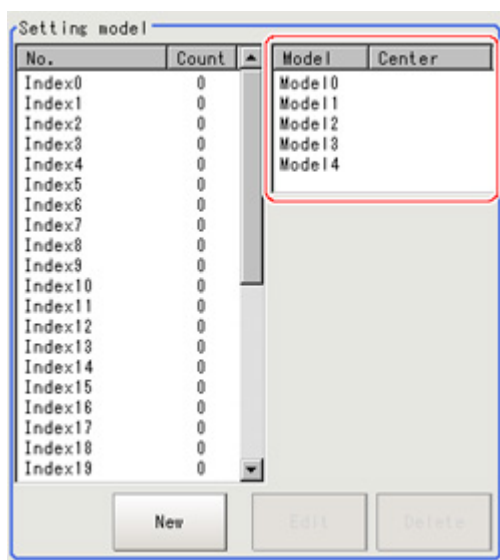 Setting model
No. Count
Index0 0
Index1 0
Index2 0
Index3 0
Index4 0
Index5 0
Index6 0
Index7 0
Index8 0
Index9 0
Index10 0
Index11 0
Index12 0
Index13 0
Index14 0
Index15 0
Index16 0
Index17 0
Index18 0
Index19 0
Model Center
Model0
Model1
Model2
Model3
Model4
New Edit Delete